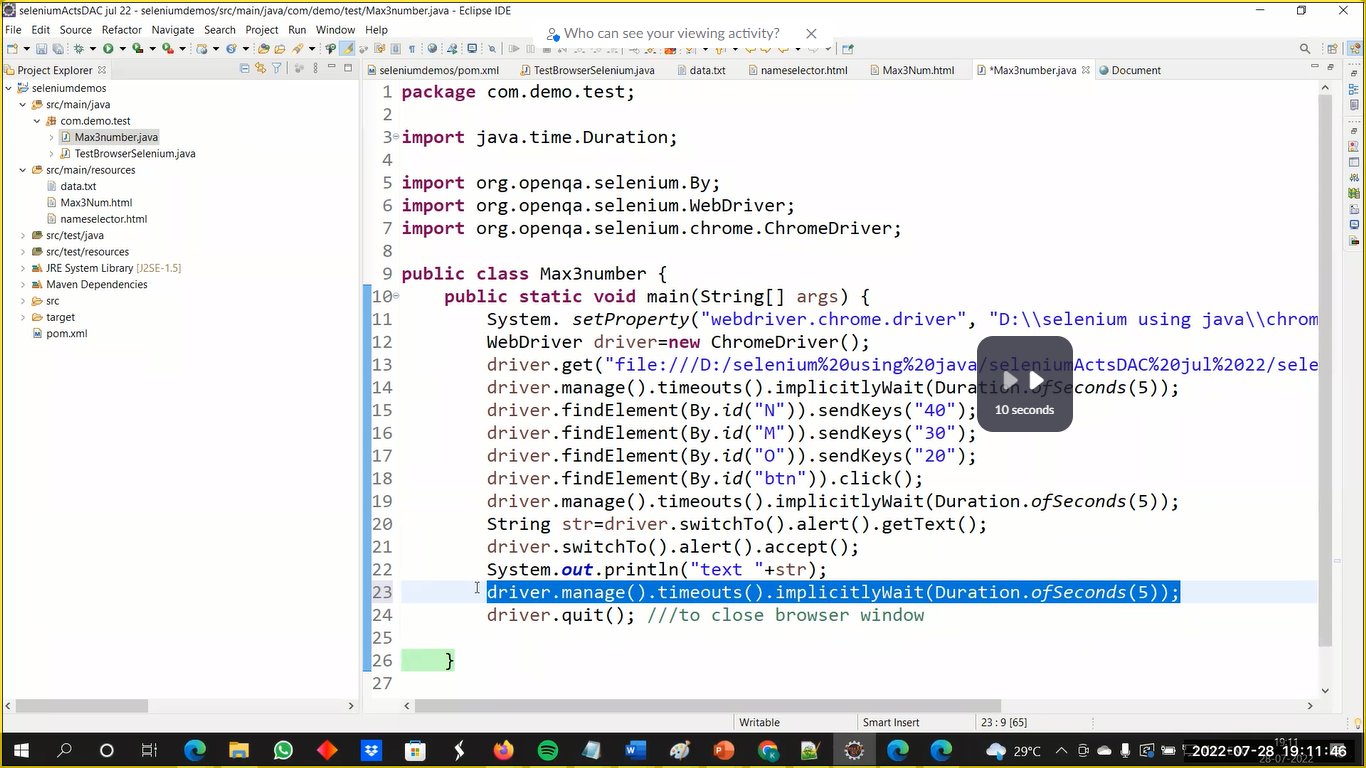 seleniumActsDAC jul 22 - seleniumdemos/src/main/java/com/demo/test/Max3number.java - Eclipse IDE
File Edit Source Refactor Navigate Search Project Run Window Help
Who can see your viewing activity?
Project Explorer
seleniumdemos/pom.xml TestBrowserSelenium.java data.txt nameselector.html Max3Num.html *Max3number.java Document
seleniumdemos
src/main/java
com.demo.test
Max3number.java
TestBrowserSelenium.java
src/main/resources
data.txt
Max3Num.html
nameselector.html
src/test/java
src/test/resources
JRE System Library [J2SE-1.5]
Maven Dependencies
src
target
pom.xml
1 package com.demo.test;
2
3 import java.time.Duration;
4
5 import org.openqa.selenium.By;
6 import org.openqa.selenium.WebDriver;
7 import org.openqa.selenium.chrome.ChromeDriver;
8
9 public class Max3number {
10 public static void main(String[] args) {
11 System. setProperty("webdriver.chrome.driver", "D:\\selenium using java\\chrom
12 WebDriver driver=new ChromeDriver();
13 driver.get("file:///D:/selenium%20using%20java/seleniumActsDAC%20jul%2022/sele
14 driver.manage().timeouts().implicitlyWait(Duration.ofSeconds(5));
15 driver.findElement(By.id("N")).sendKeys("40");
16 driver.findElement(By.id("M")).sendKeys("30");
17 driver.findElement(By.id("O")).sendKeys("20");
18 driver.findElement(By.id("btn")).click();
19 driver.manage().timeouts().implicitlyWait(Duration.ofSeconds(5));
20 String str=driver.switchTo().alert().getText();
21 driver.switchTo().alert().accept();
22 System.out.println("text "+str);
23 driver.manage().timeouts().implicitlyWait(Duration.ofSeconds(5));
24 driver.quit(); ///to close browser window
25
26 }
27
10 seconds
Writable Smart Insert 23 : 9 [65]
29°C
19:11
28-07-2022
2022-07-28 19:11:46